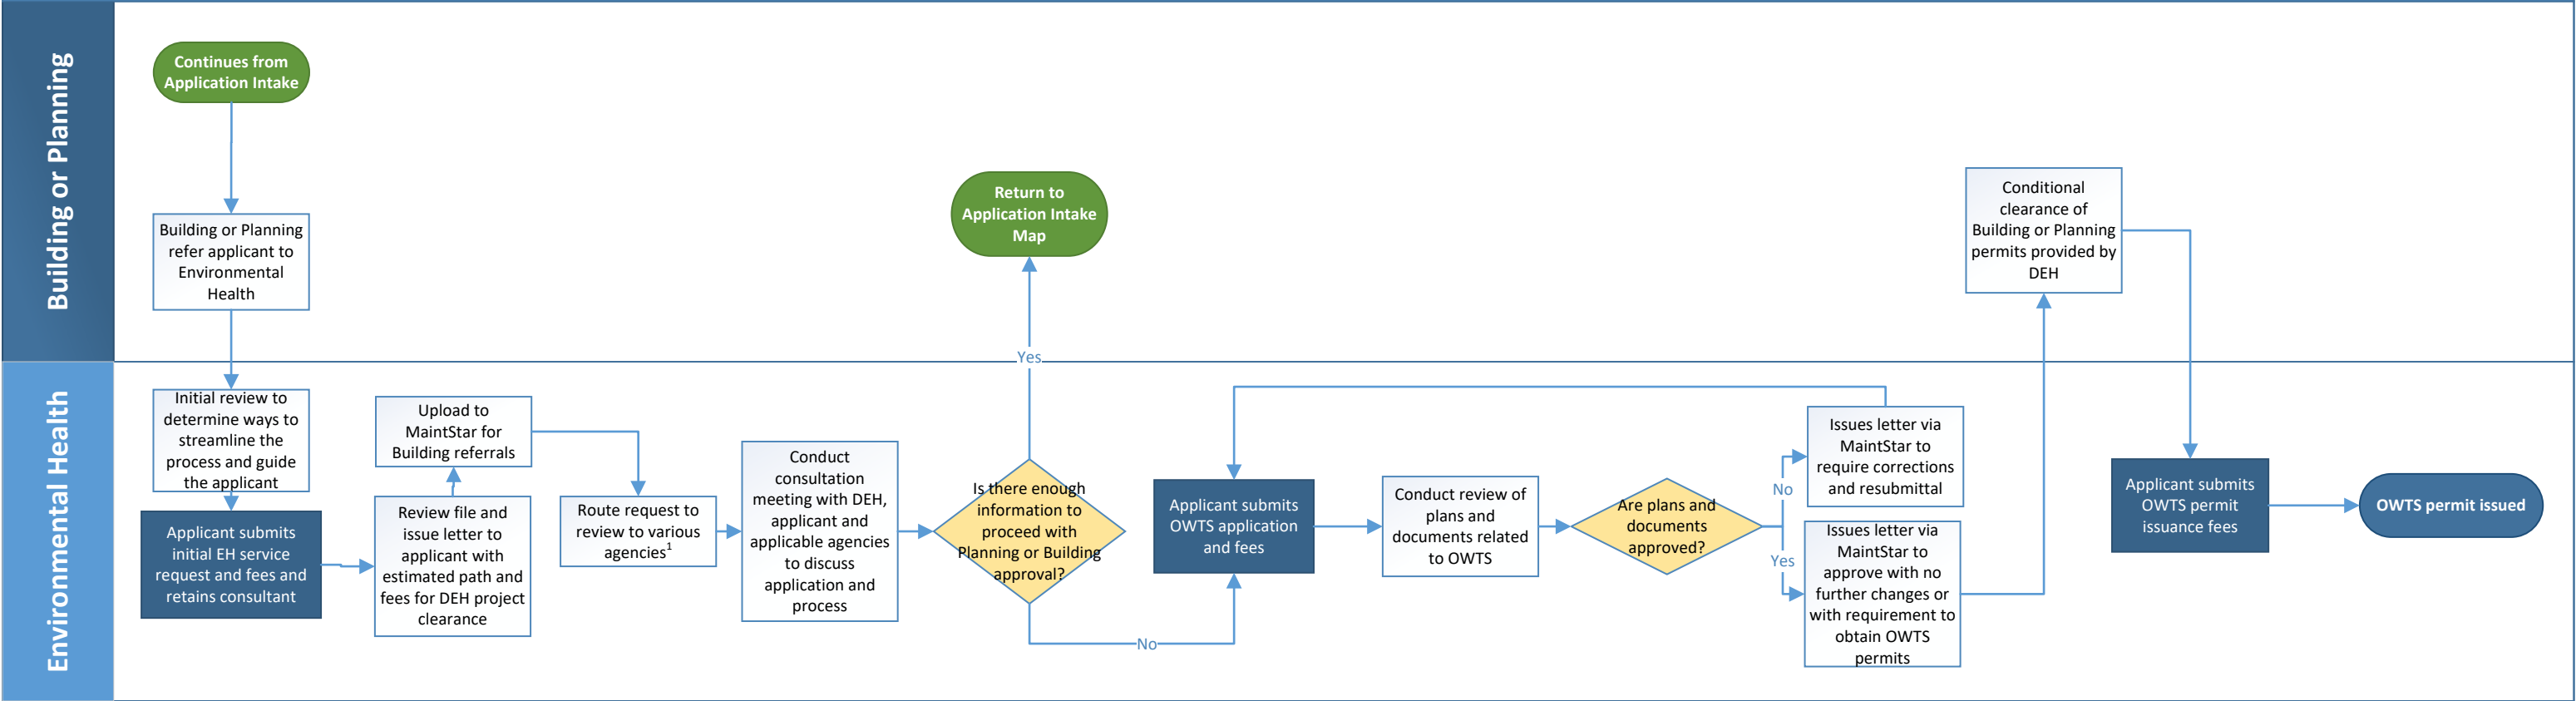 Building or Planning
Continues from
Application Intake
Building or Planning
refer applicant to
Environmental
Health
Return to
Application Intake
Map
Conditional
clearance of
Building or Planning
permits provided by
DEH
Environmental Health
Initial review to
determine ways to
streamline the
process and guide
the applicant
Applicant submits
initial EH service
request and fees and
retains consultant
Upload to
MaintStar for
Building referrals
Review file and
issue letter to
applicant with
estimated path and
fees for DEH project
clearance
Route request to
review to various
agencies¹
Conduct
consultation
meeting with DEH,
applicant and
applicable agencies
to discuss
application and
process
Is there enough
information to
proceed with
Planning or Building
approval?
Yes
No
Applicant submits
OWTS application
and fees
Conduct review of
plans and
documents related
to OWTS
Are plans and
documents
approved?
No
Yes
Issues letter via
MaintStar to
require corrections
and resubmittal
Issues letter via
MaintStar to
approve with no
further changes or
with requirement to
obtain OWTS
permits
Applicant submits
OWTS permit
issuance fees
OWTS permit issued